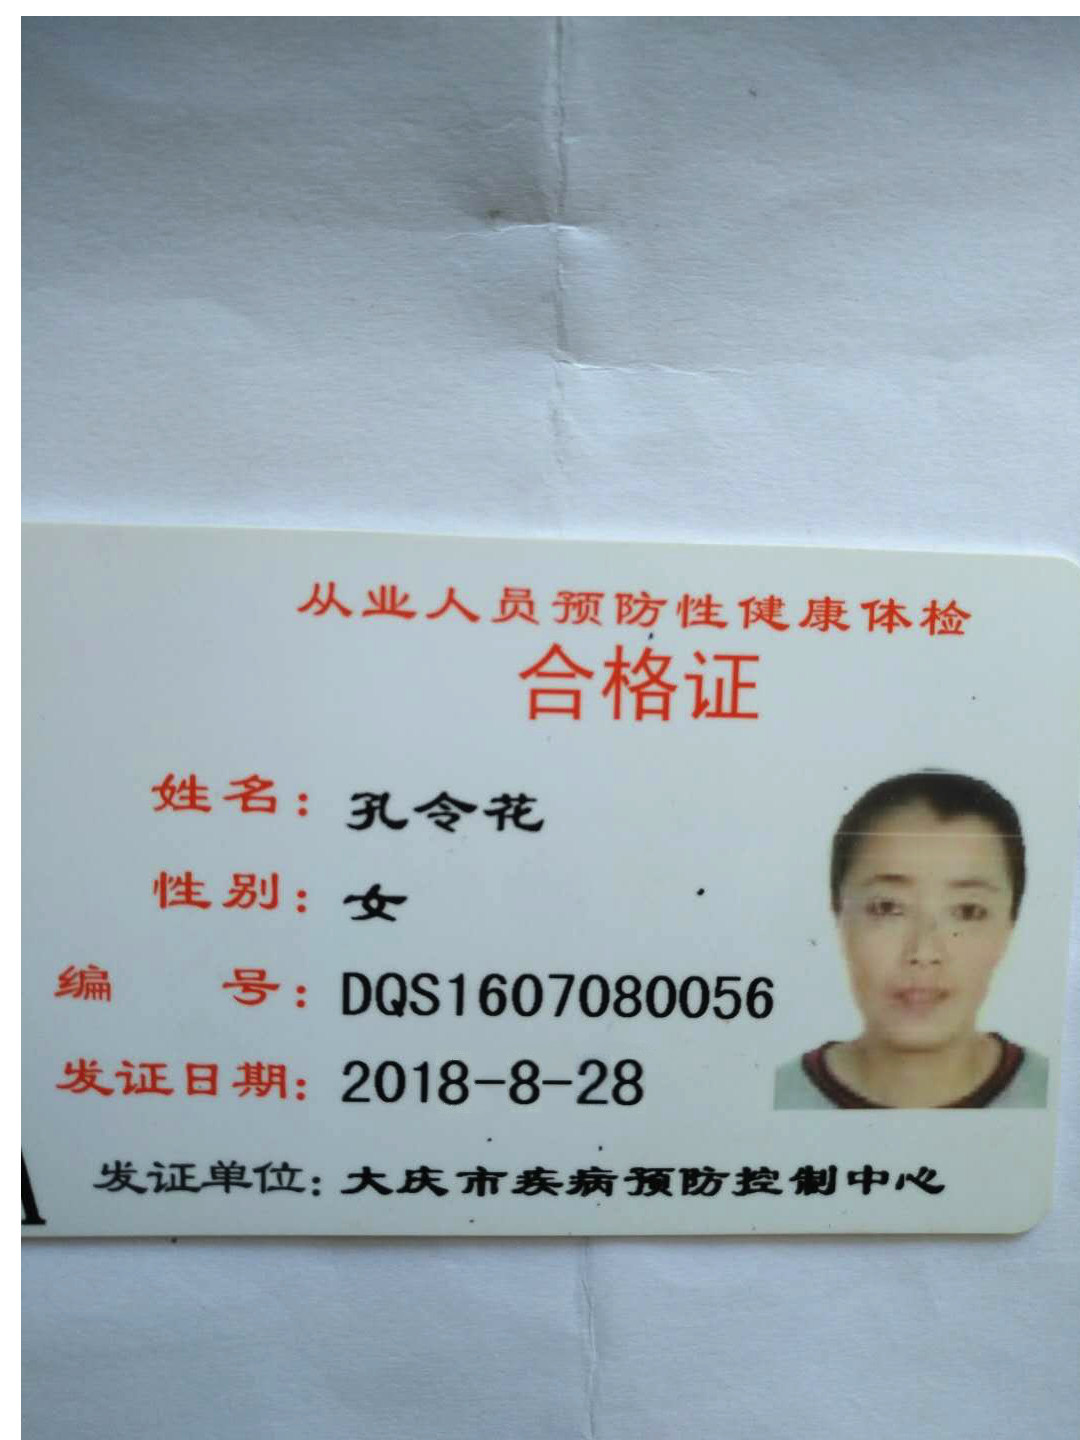 从业人员预防性健康体检
合格证
姓名：孔令花
性别：女
编 号：DQS1607080056
发证日期：2018-8-28
发证单位：大庆市疾病预防控制中心